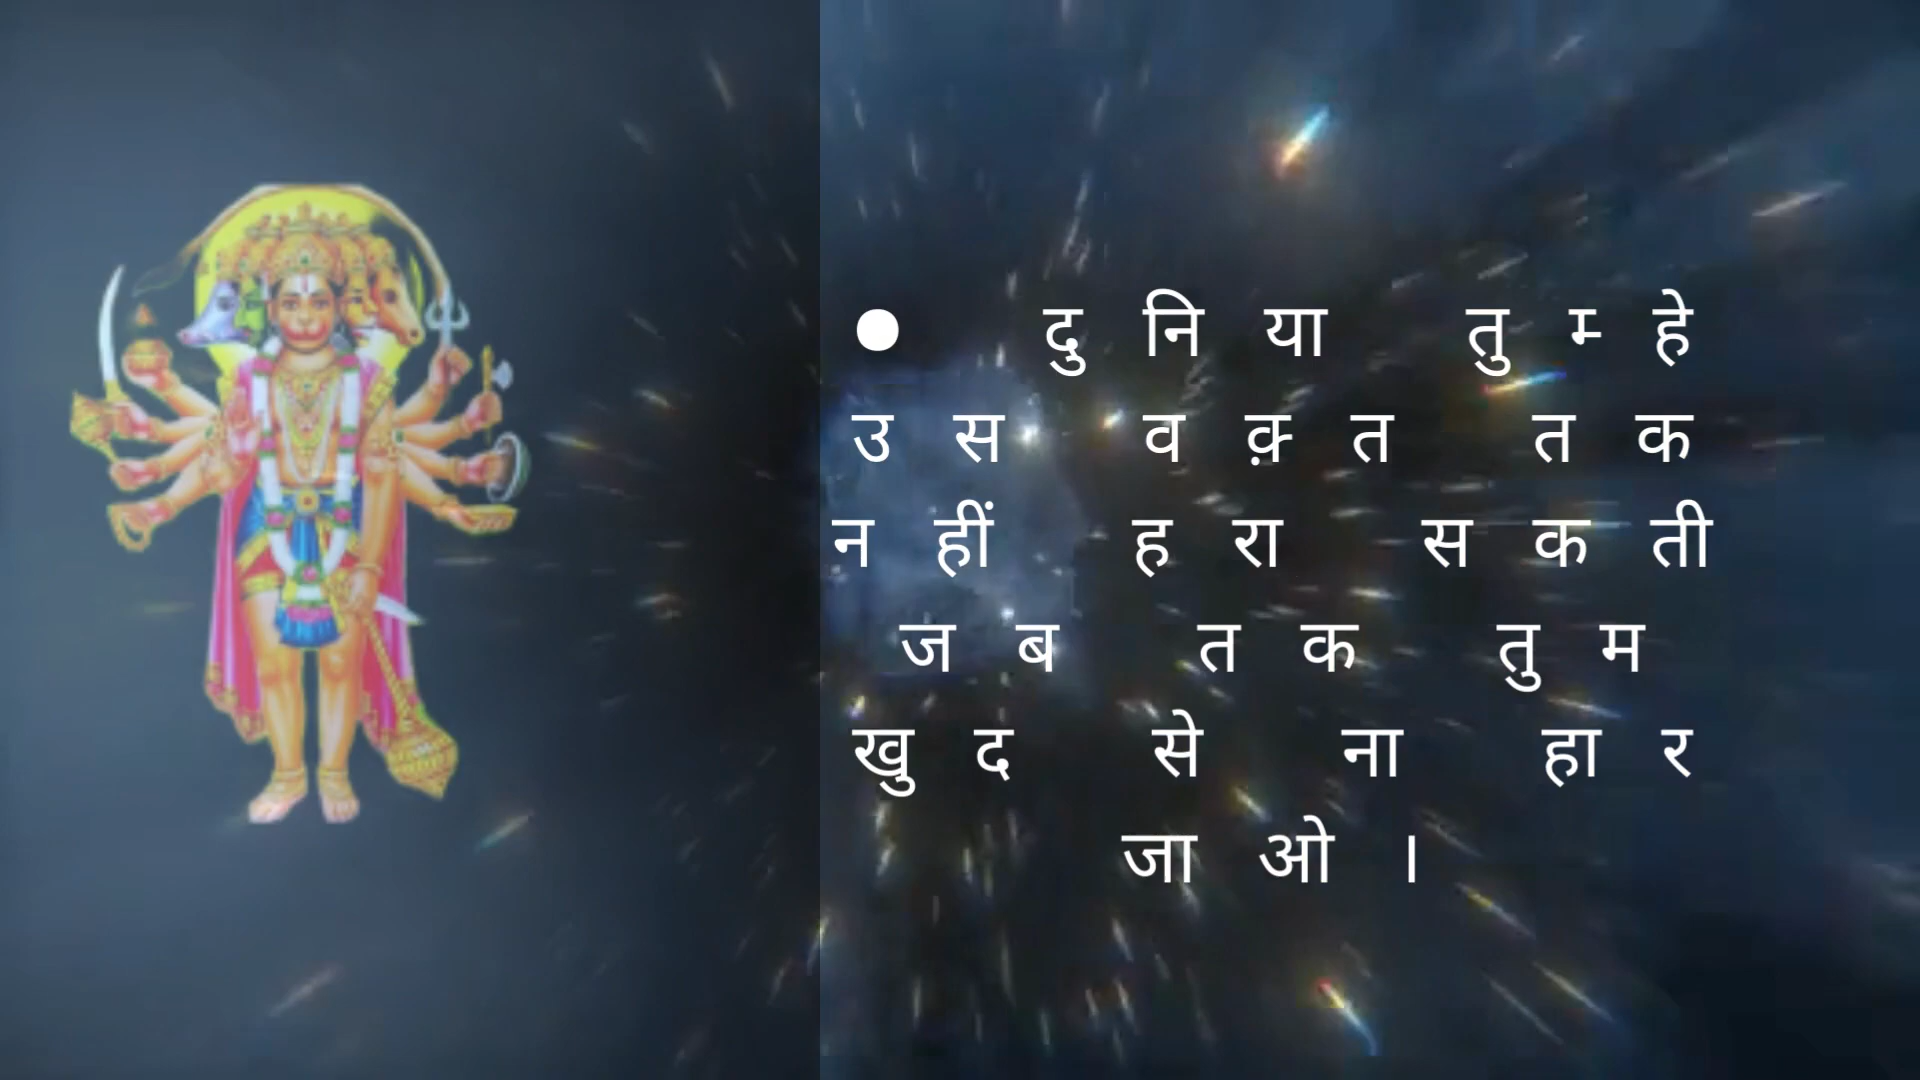 ● दुनिया तुम्हे
उस वक़्त तक
नहीं हरा सकती
जब तक तुम
खुद से ना हार
जाओ ।